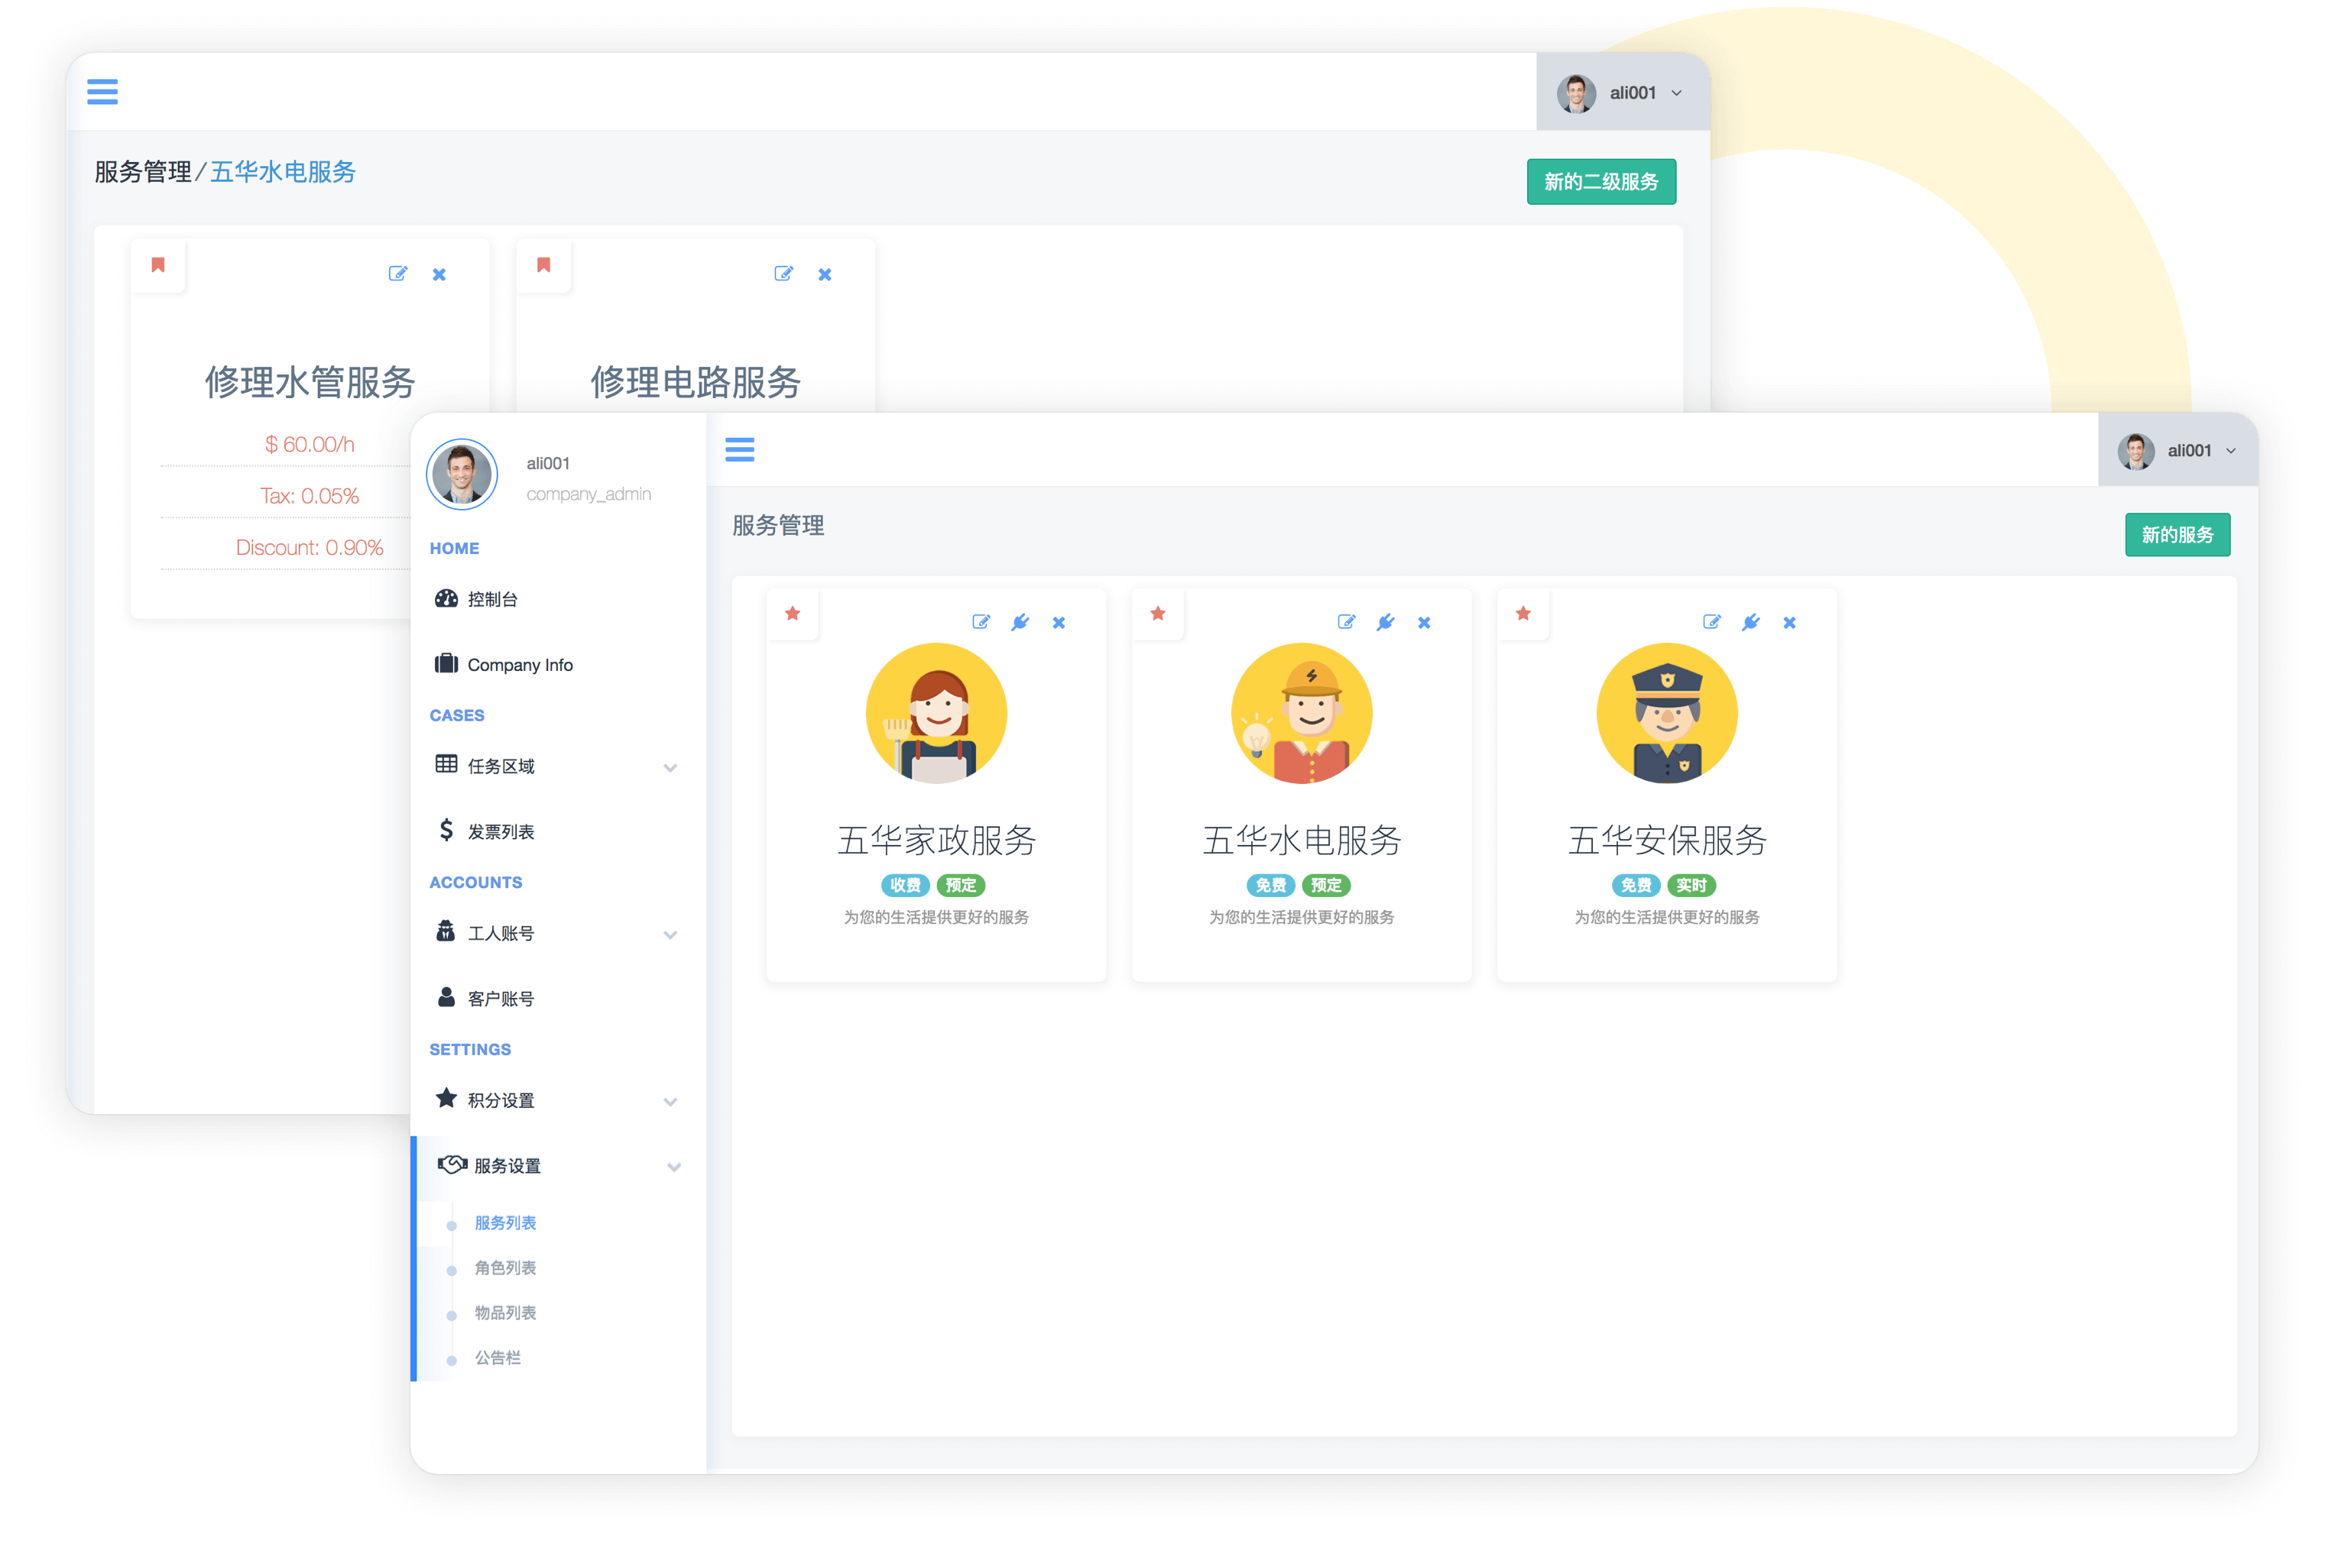 ali001
服务管理/五华水电服务
新的二级服务
修理水管服务
$ 60.00/h
Tax: 0.05%
Discount: 0.90%
修理电路服务
ali001
company_admin
HOME
控制台
Company Info
CASES
任务区域
发票列表
ACCOUNTS
工人账号
客户账号
SETTINGS
积分设置
服务设置
服务列表
角色列表
物品列表
公告栏
ali001
服务管理
新的服务
五华家政服务
收费 预定
为您的生活提供更好的服务
五华水电服务
免费 预定
为您的生活提供更好的服务
五华安保服务
免费 实时
为您的生活提供更好的服务